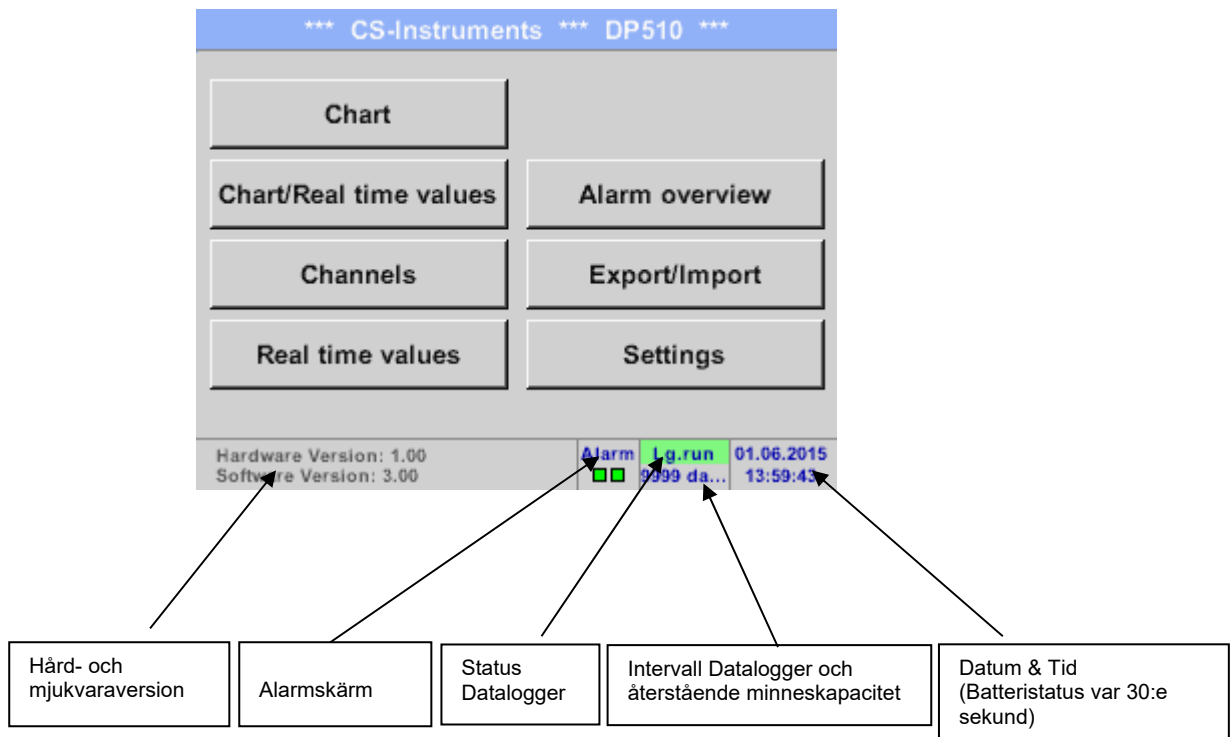 *** CS-Instruments *** DP510 ***
Chart
Chart/Real time values
Alarm overview
Channels
Export/Import
Real time values
Settings
Hardware Version: 1.00
Software Version: 3.00
Alarm
Lg.run
9999 da...
01.06.2015
13:59:43
Hård- och
mjukvaraversion
Alarmskärm
Status
Datalogger
Intervall Datalogger och
återstående minneskapacitet
Datum & Tid
(Batteristatus var 30:e
sekund)